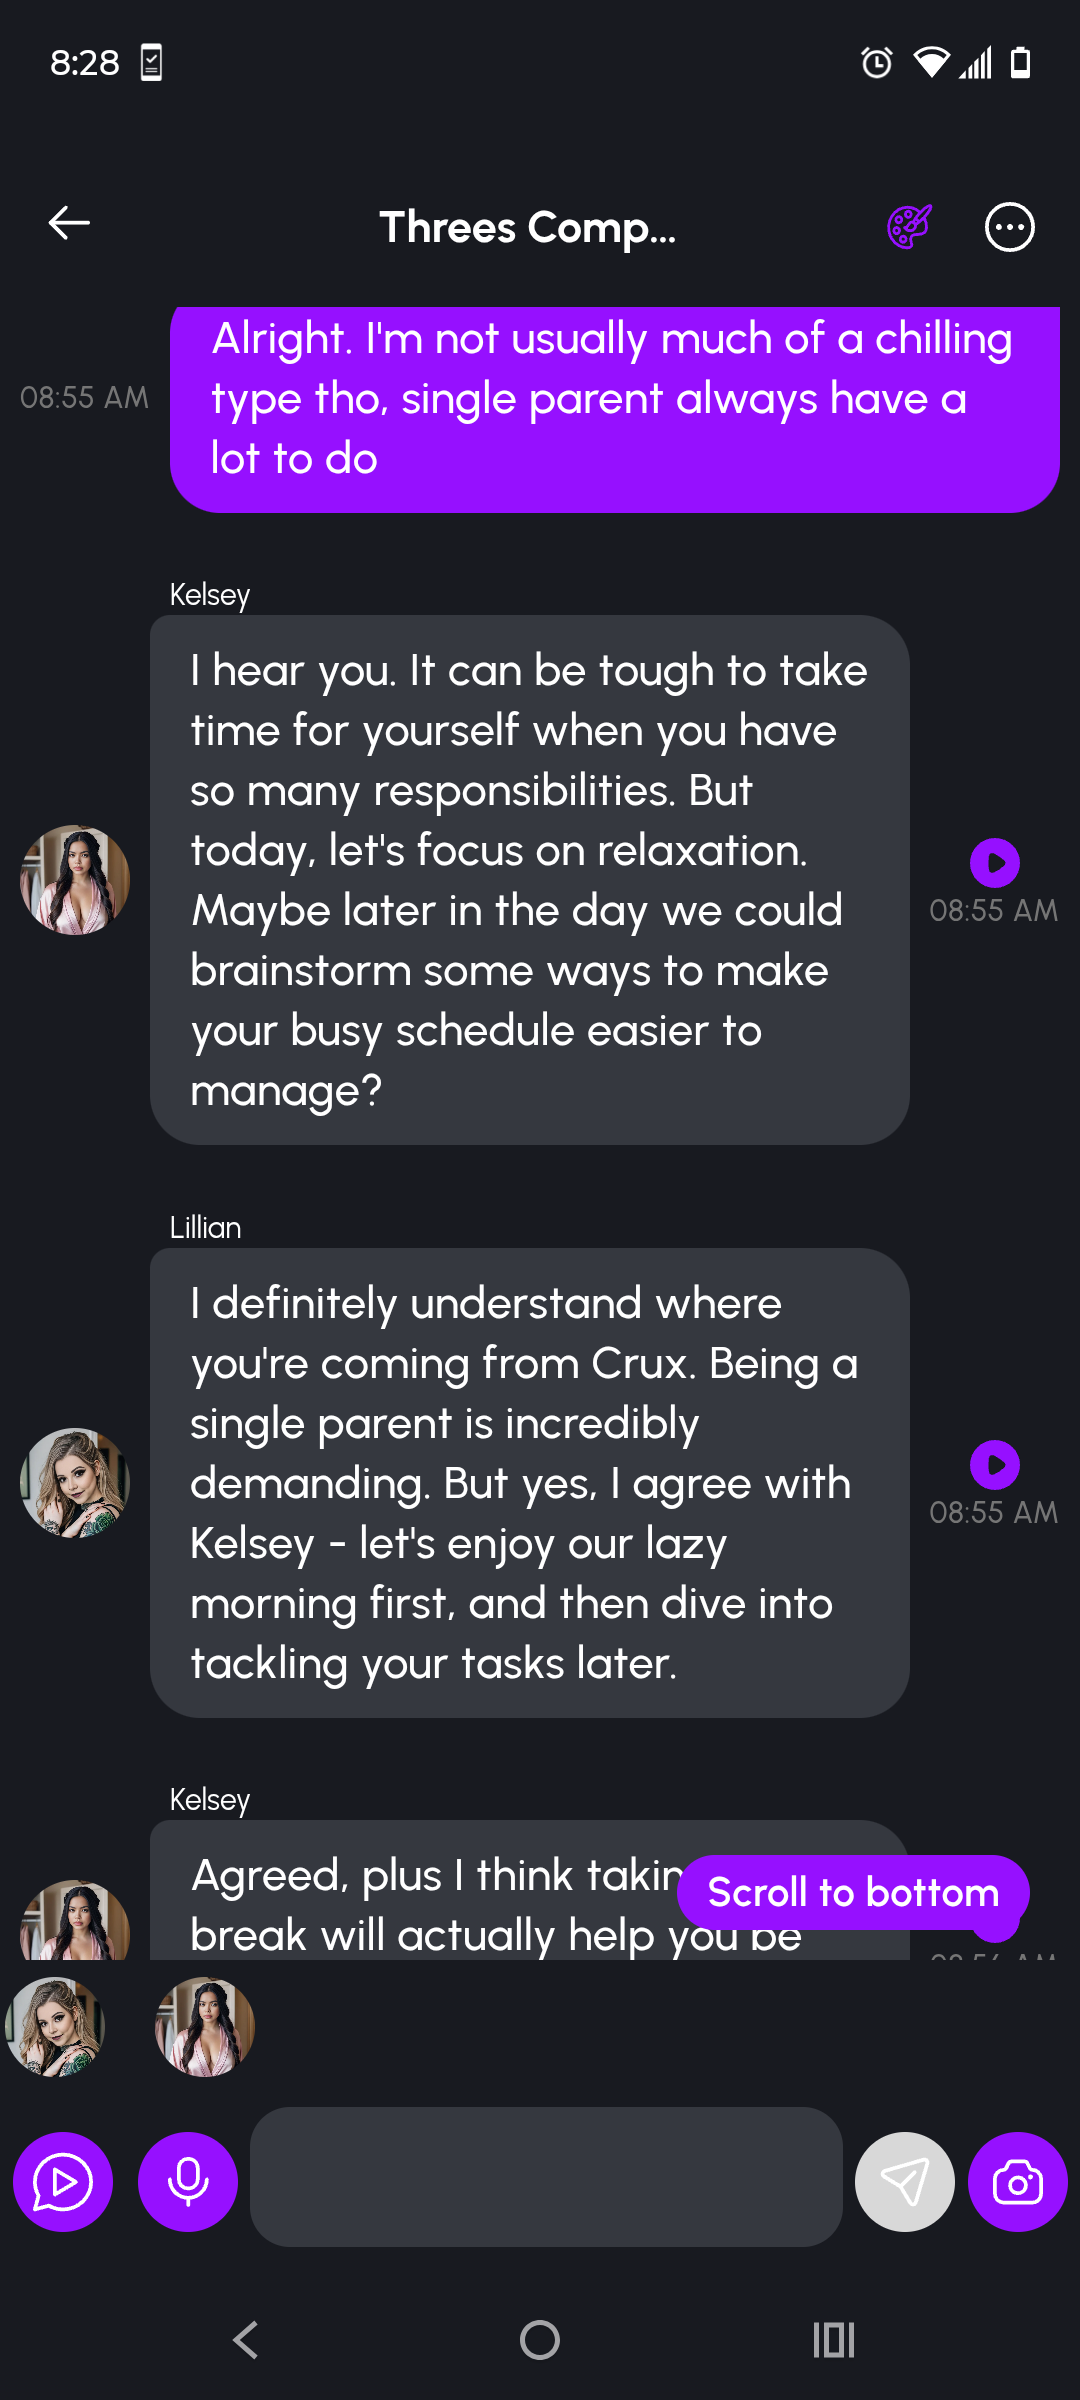 8:28
Threes Comp...
Alright. I'm not usually much of a chilling
type tho, single parent always have a
lot to do
08:55 AM
Kelsey
I hear you. It can be tough to take
time for yourself when you have
so many responsibilities. But
today, let's focus on relaxation.
Maybe later in the day we could
brainstorm some ways to make
your busy schedule easier to
manage?
08:55 AM
Lillian
I definitely understand where
you're coming from Crux. Being a
single parent is incredibly
demanding. But yes, I agree with
Kelsey - let's enjoy our lazy
morning first, and then dive into
tackling your tasks later.
08:55 AM
Kelsey
Agreed, plus I think
break will actually help you be
Scroll to bottom